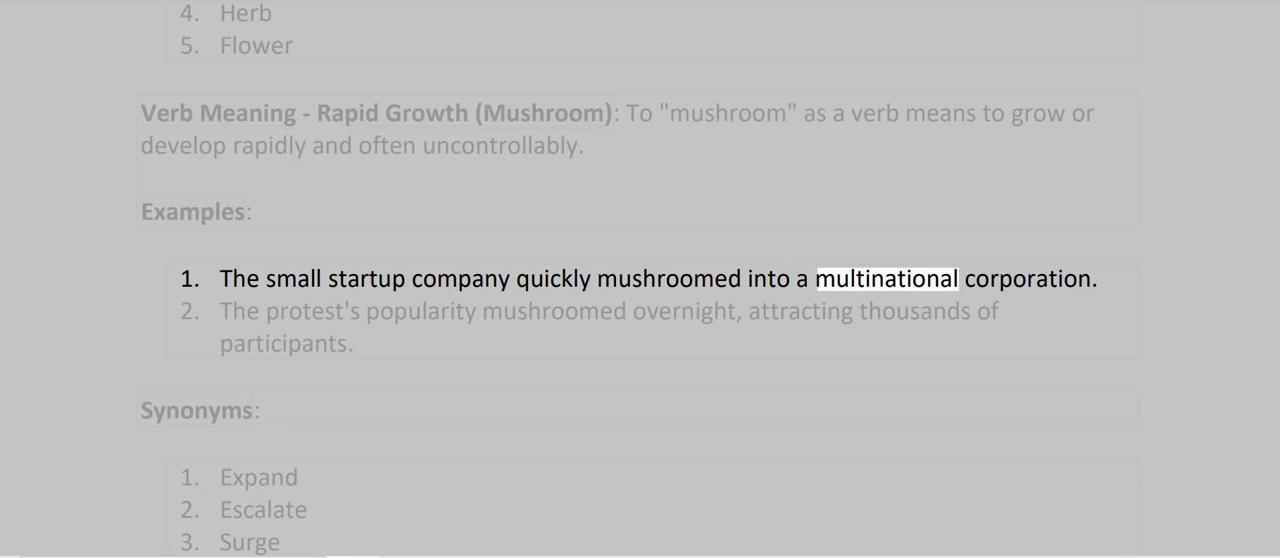 4. Herb
5. Flower
Verb Meaning - Rapid Growth (Mushroom): To "mushroom" as a verb means to grow or
develop rapidly and often uncontrollably.
Examples:
1. The small startup company quickly mushroomed into a multinational corporation.
2. The protest's popularity mushroomed overnight, attracting thousands of
participants.
Synonyms:
1. Expand
2. Escalate
3. Surge